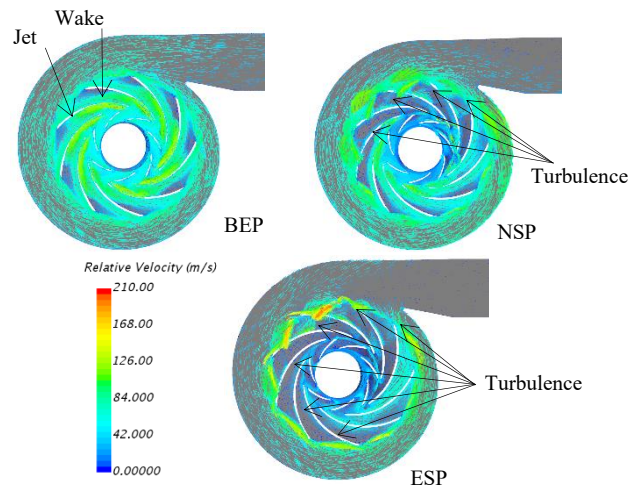 Wake
Jet
BEP
Turbulence
NSP
Relative Velocity (m/s)
210.00
168.00
126.00
84.000
42.000
0.00000
Turbulence
ESP